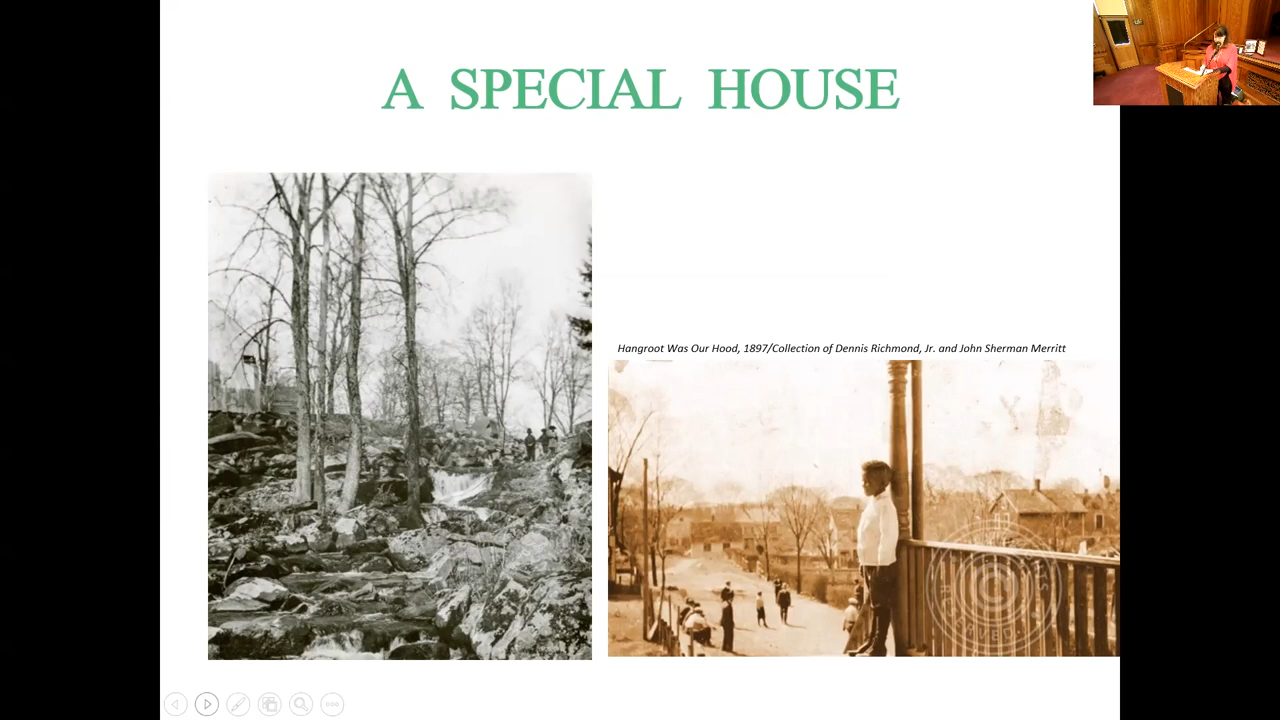 A SPECIAL HOUSE
Hangroot Was Our Hood, 1897/Collection of Dennis Richmond, Jr. and John Sherman Merritt